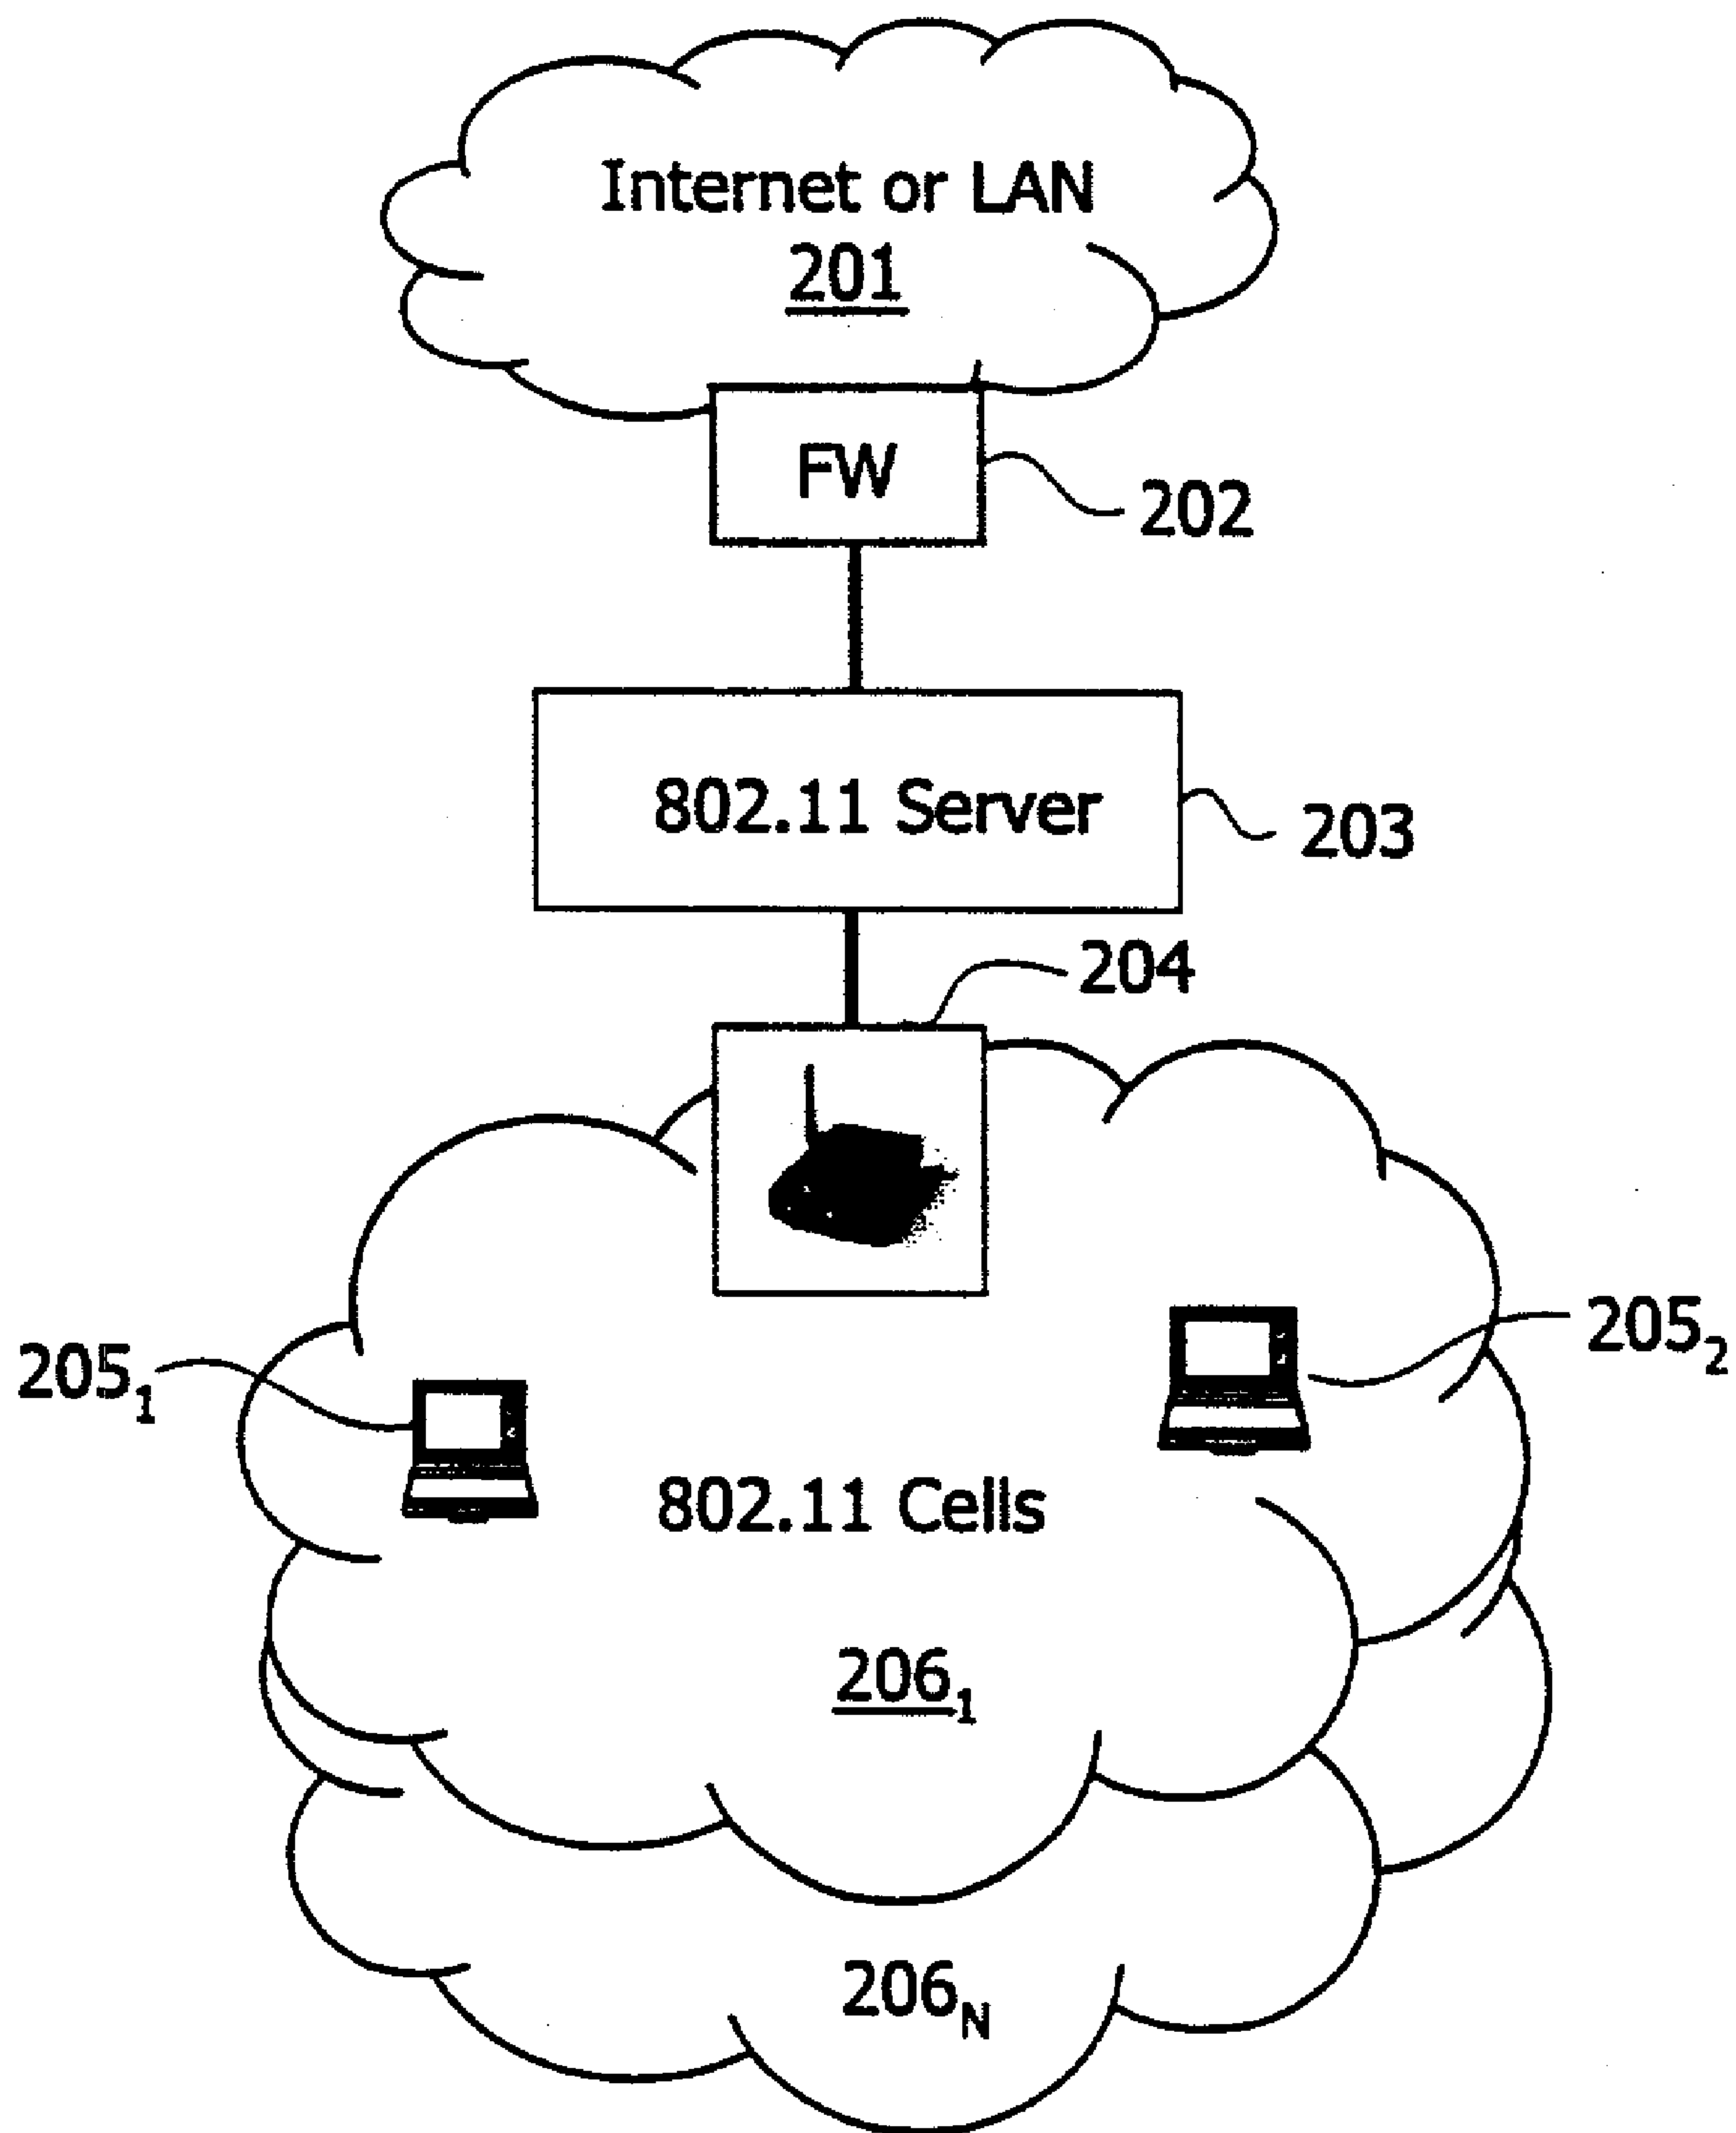 Internet or LAN
201
FW
202
802.11 Server
203
204
205₁
205₂
802.11 Cells
206₁
206N